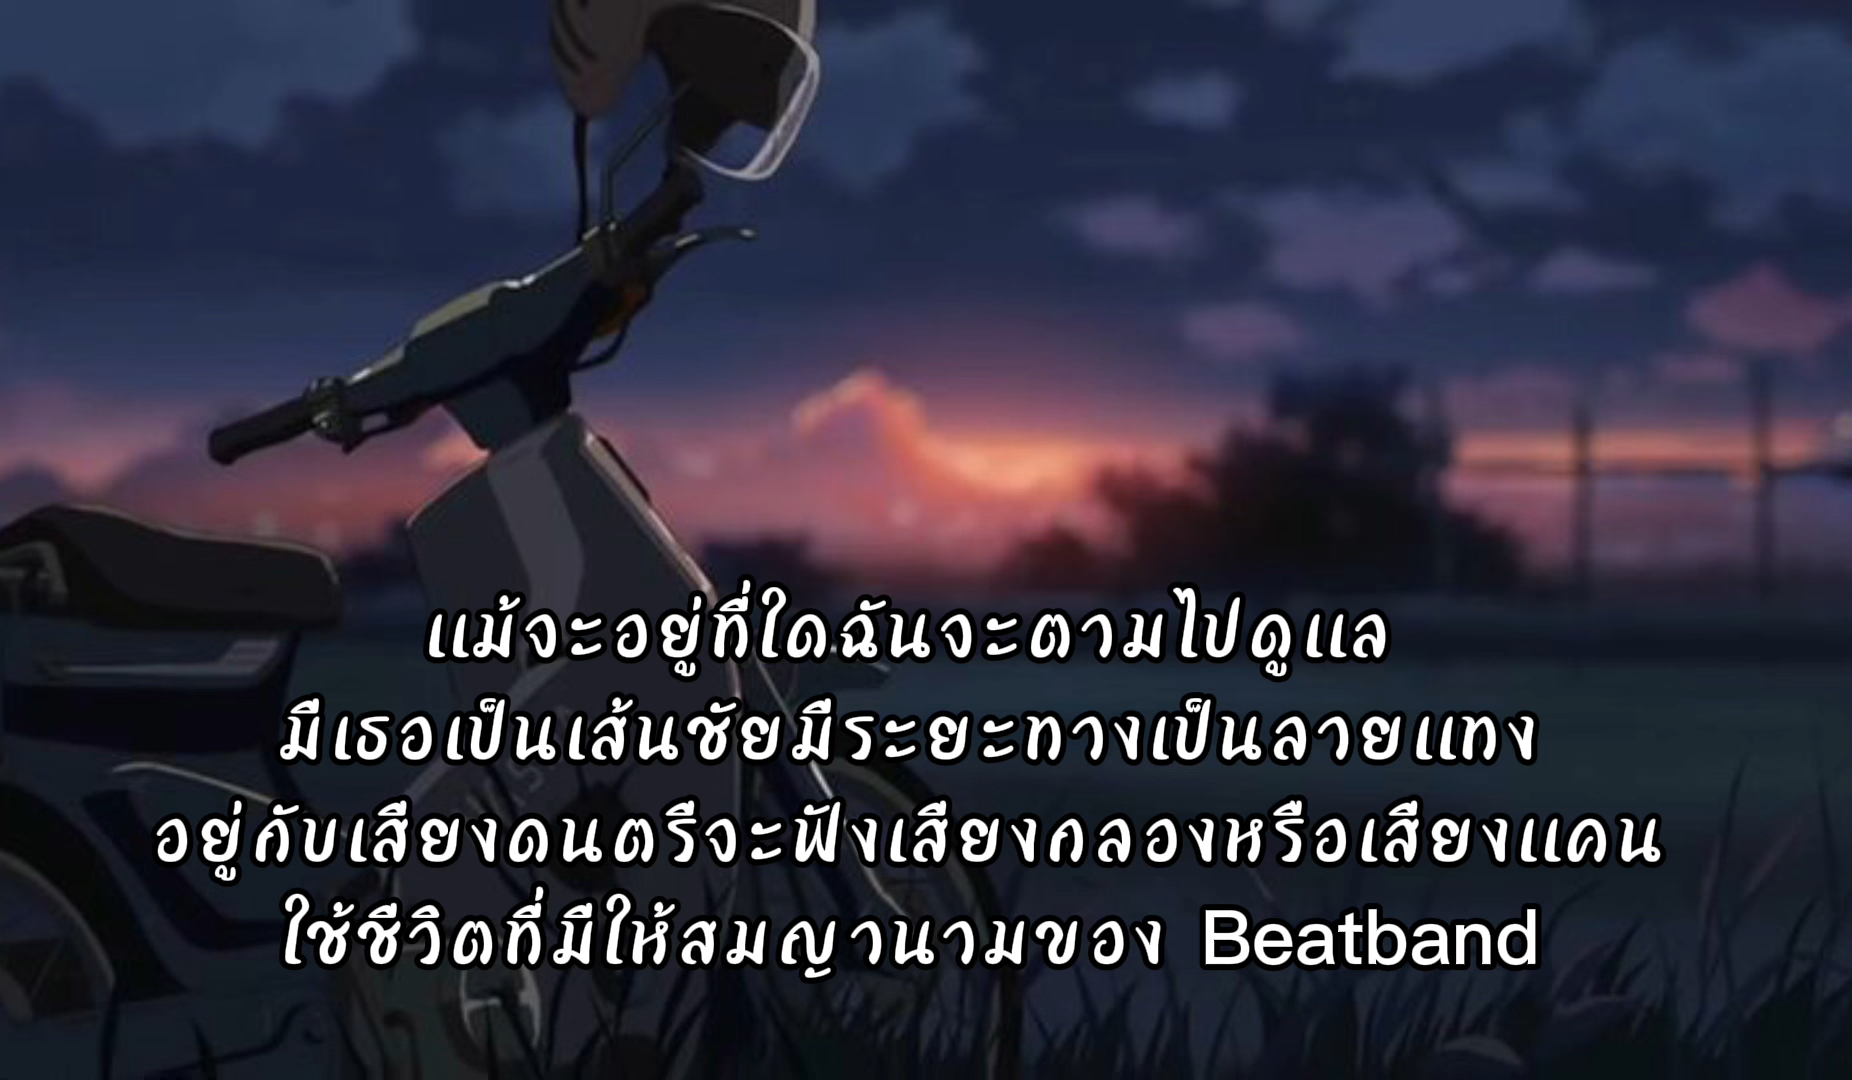 แม้จะอยู่ที่ใดฉันจะตามไปดูแล
มีเธอเป็นเส้นชัยมีระยะทางเป็นลายแทง
อยู่กับเสียงดนตรีจะฟังเสียงกลองหรือเสียงแคน
ใช้ชีวิตที่มีให้สมญานามของ Beatband